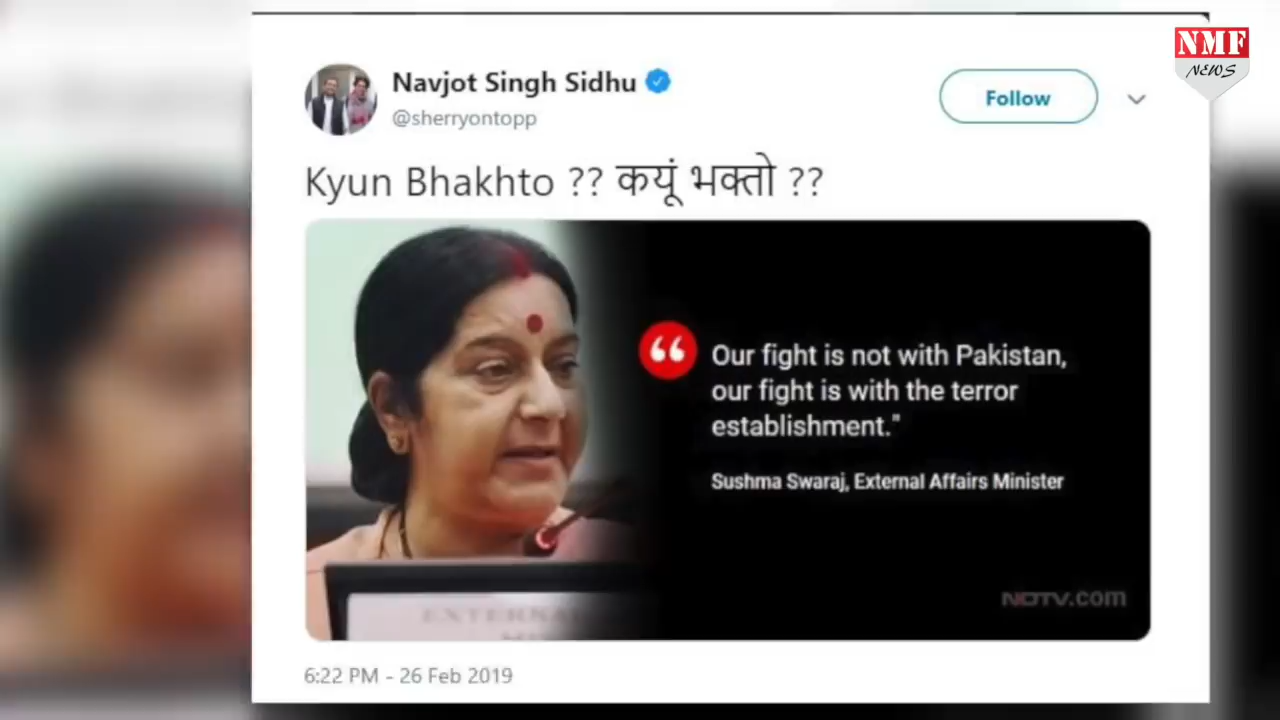 NMF
NEWS
Navjot Singh Sidhu
@sherryontopp
Follow
Kyun Bhakhto ?? कयूं भक्तो ??
Our fight is not with Pakistan,
our fight is with the terror
establishment."
Sushma Swaraj, External Affairs Minister
NDTV.com
6:22 PM - 26 Feb 2019